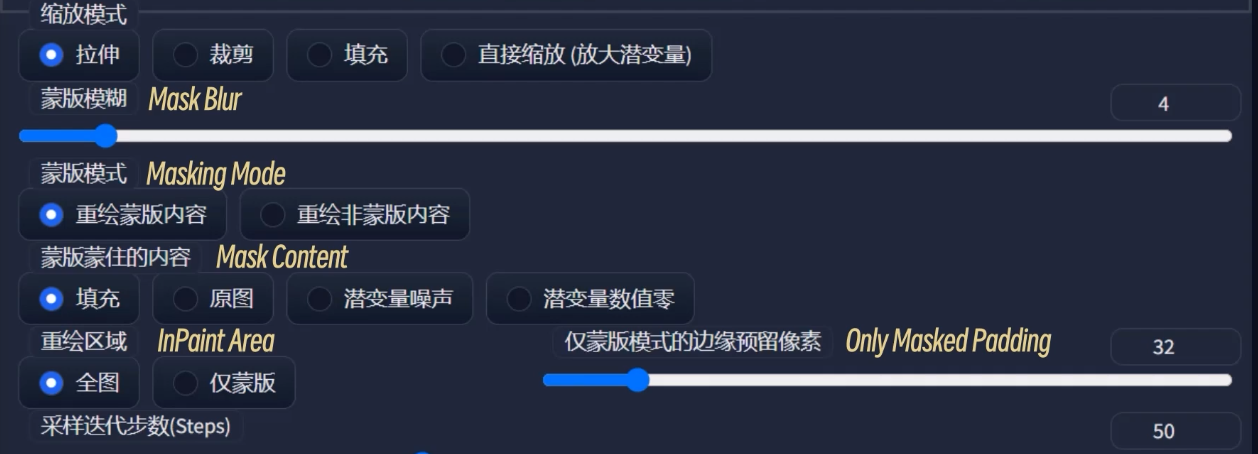 缩放模式
拉伸 裁剪 填充 直接缩放 (放大潜变量)
蒙版模糊 Mask Blur 4
蒙版模式 Masking Mode
重绘蒙版内容 重绘非蒙版内容
蒙版蒙住的内容 Mask Content
填充 原图 潜变量噪声 潜变量数值零
重绘区域 InPaint Area 仅蒙版模式的边缘预留像素 Only Masked Padding 32
全图 仅蒙版
采样迭代步数(Steps) 50